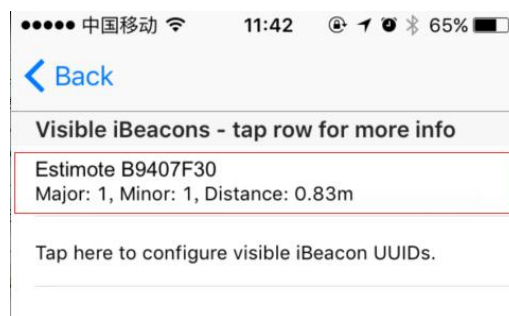 中国移动 11:42 65%
Back
Visible iBeacons - tap row for more info
Estimote B9407F30
Major: 1, Minor: 1, Distance: 0.83m
Tap here to configure visible iBeacon UUIDs.